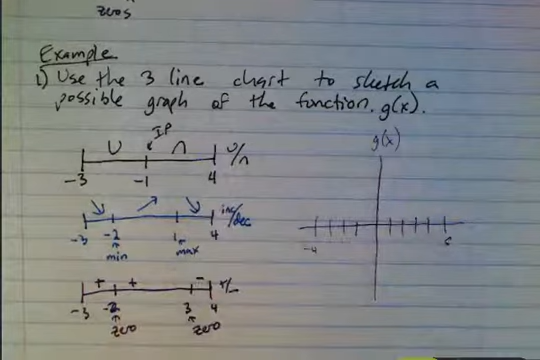 zeros
Example
1) Use the 3 line chart to sketch a
possible graph of the function. g(x).
IP
∪ ∩ ∪/∩
-3 -1 4
inc/dec
-3 -2 1 4
min max
+ + - +/-
-3 -2 3 4
zero zero
g(x)
-4